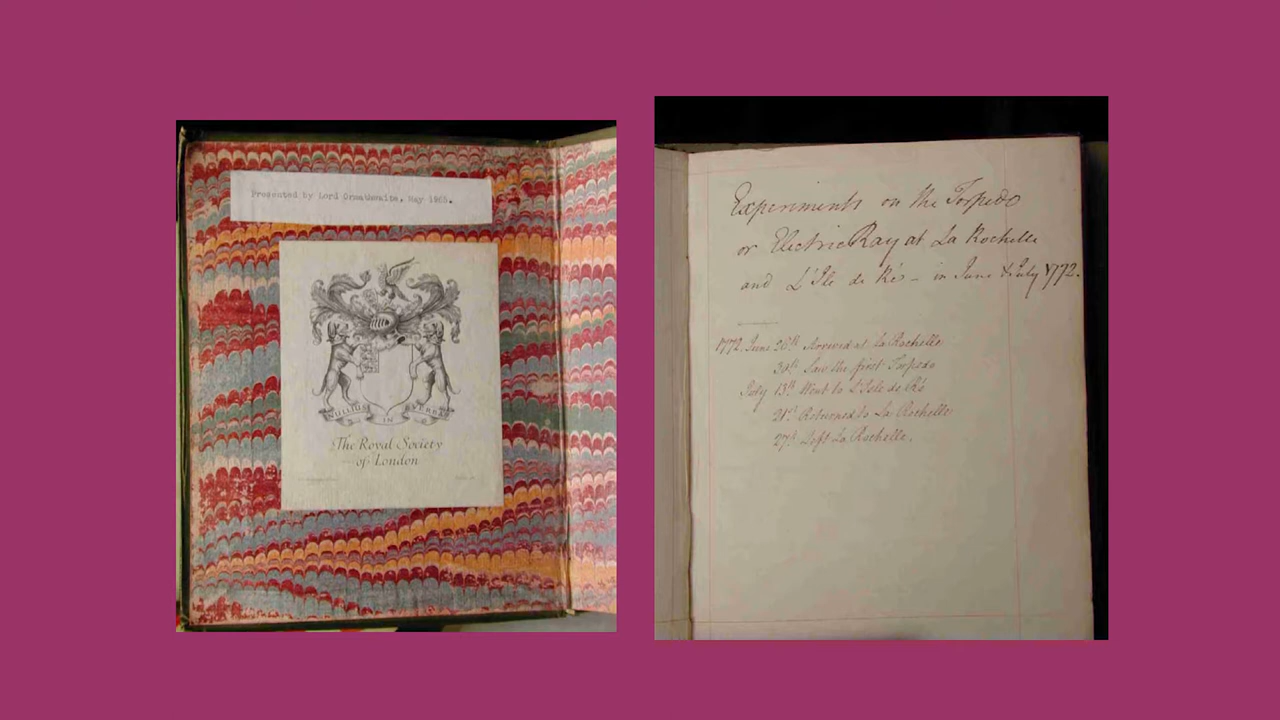 Presented by Lord Ormathwaite, May 1965.
NULLIUS IN VERBA
The Royal Society
of London
Experiments on the Torpedo
or Electric Ray at La Rochelle
and L'Isle de Ré - in June & July 1772.
1772. June 26th Arrived at La Rochelle
30th Saw the first Torpedo
July 13th Went to L'Isle de Ré
21st Returned to La Rochelle
27th Left La Rochelle.